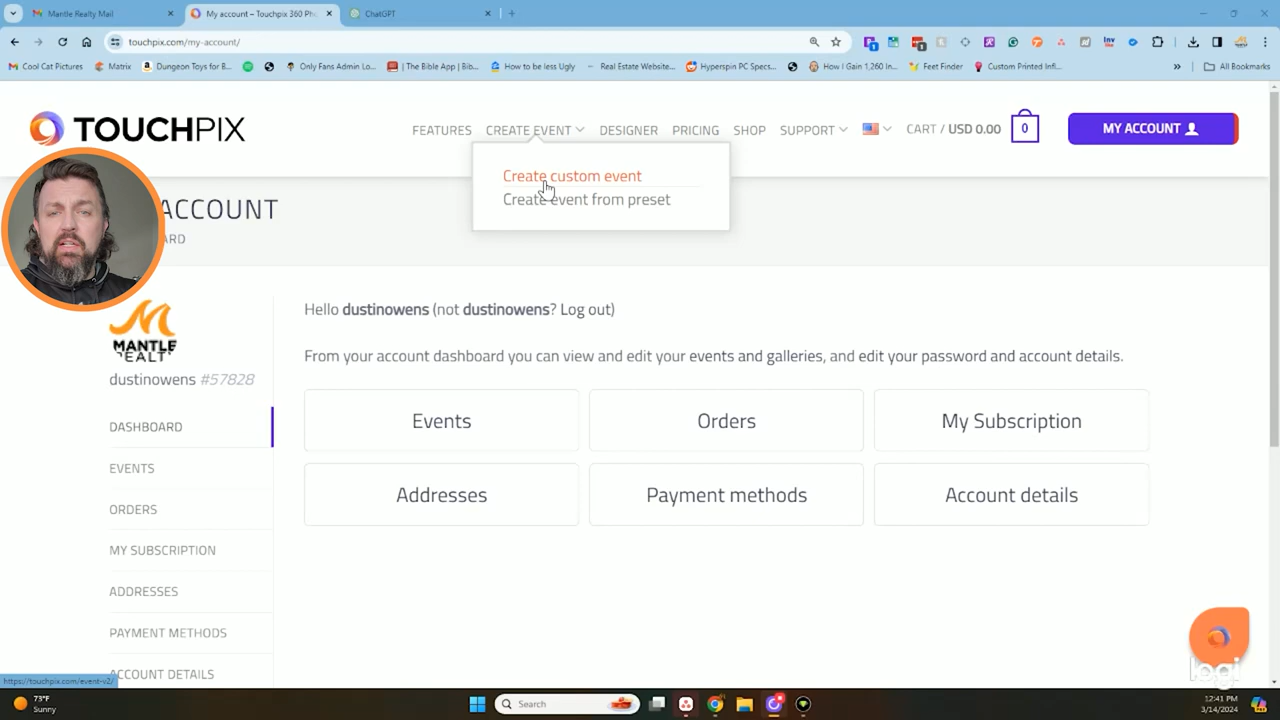 Mantle Realty Mail
My account – Touchpix 360 Pho
ChatGPT
touchpix.com/my-account/
Cool Cat Pictures
Matrix
Dungeon Toys for B...
Only Fans Admin Lo...
| The Bible App | Bib...
How to be less Ugly
Real Estate Website...
Hyperspin PC Specs...
How I Gain 1,260 in...
Feet Finder
Custom Printed Infl...
»
All Bookmarks
TOUCHPIX
FEATURES
CREATE EVENT
DESIGNER
PRICING
SHOP
SUPPORT
CART / USD 0.00
0
MY ACCOUNT
Create custom event
Create event from preset
ACCOUNT
ARD
MANTLE
REALTY
dustinowens #57828
DASHBOARD
EVENTS
ORDERS
MY SUBSCRIPTION
ADDRESSES
PAYMENT METHODS
ACCOUNT DETAILS
Hello dustinowens (not dustinowens? Log out)
From your account dashboard you can view and edit your events and galleries, and edit your password and account details.
Events
Orders
My Subscription
Addresses
Payment methods
Account details
logi
https://touchpix.com/event-v2/
73°F
Sunny
Search
12:41 PM
3/14/2024